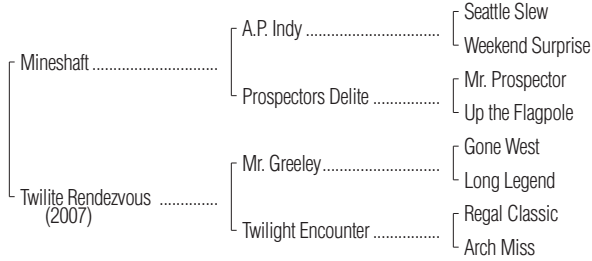 Seattle Slew
A.P. Indy ..............................
Weekend Surprise
Mineshaft ............................
Mr. Prospector
Prospectors Delite ...............
Up the Flagpole
Gone West
Mr. Greeley..........................
Long Legend
Twilite Rendezvous .............
(2007)
Regal Classic
Twilight Encounter ...............
Arch Miss